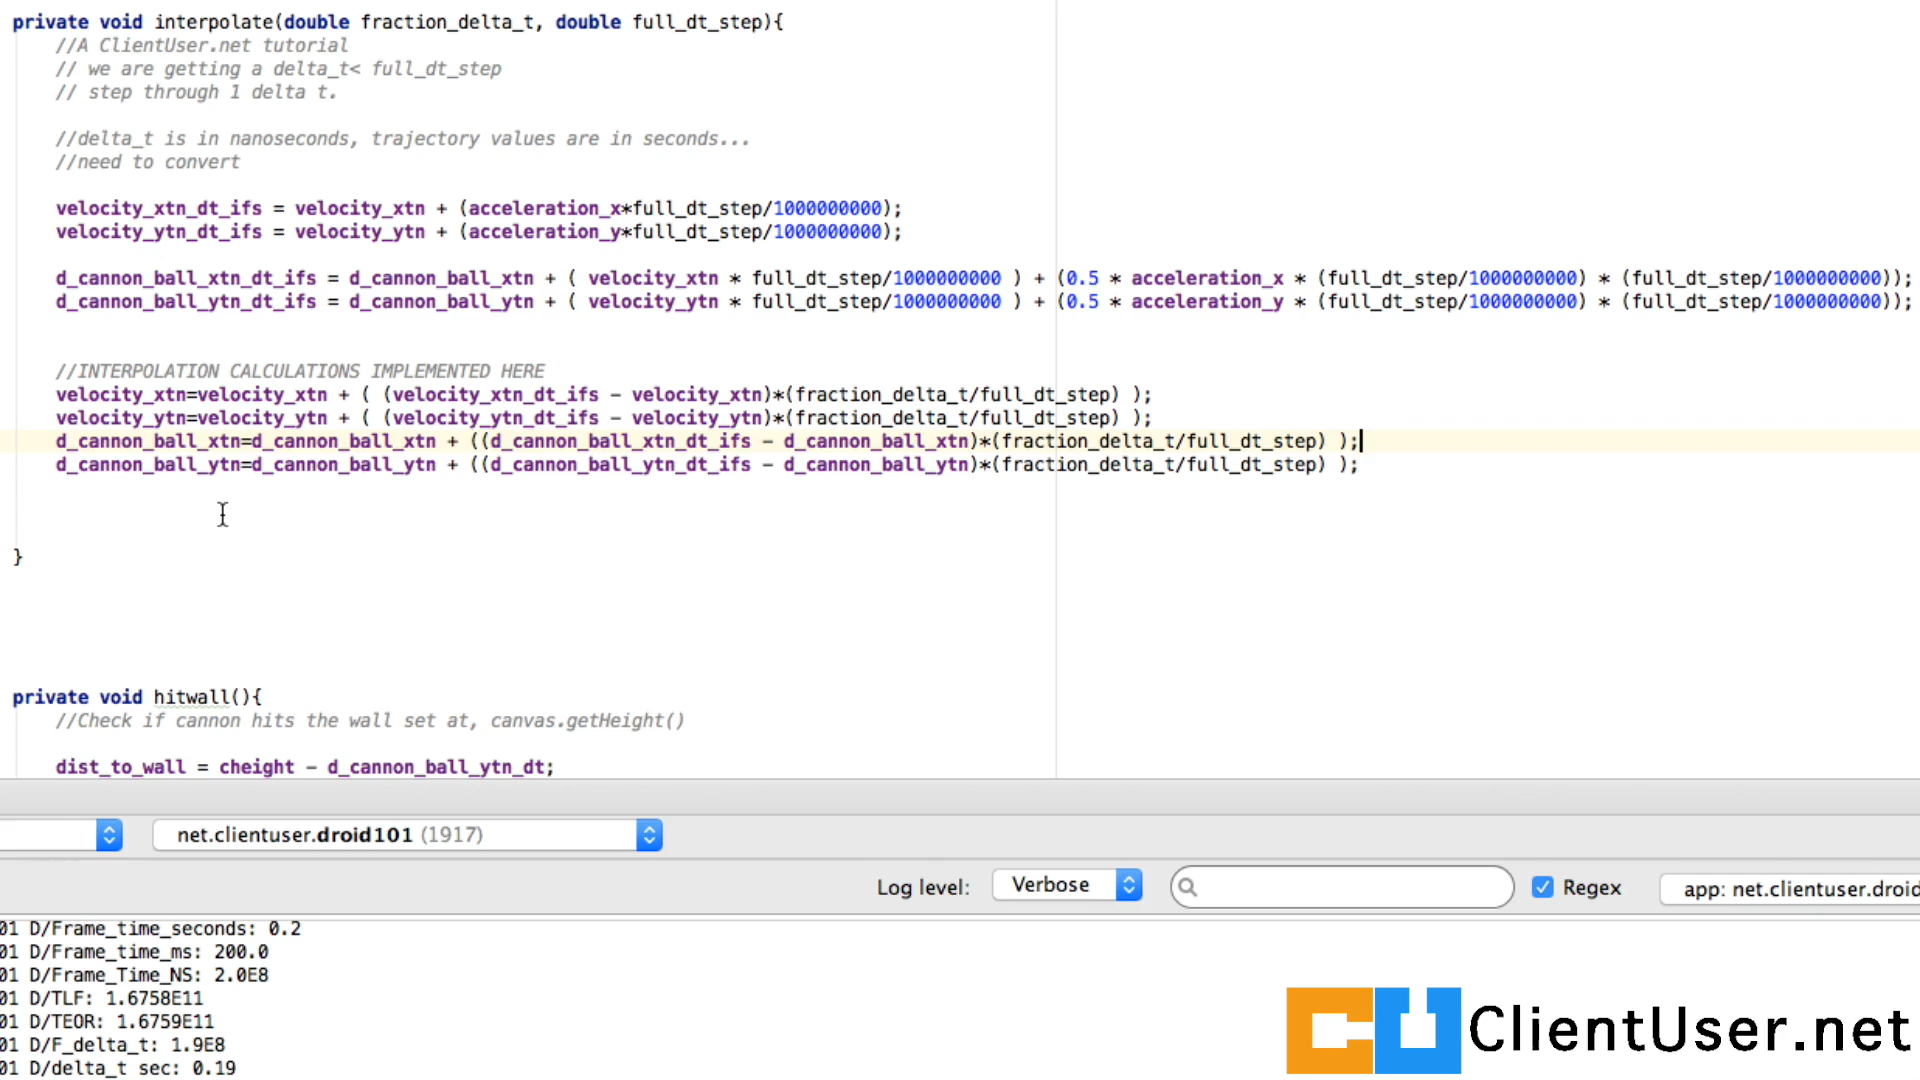 private void interpolate(double fraction_delta_t, double full_dt_step){
//A ClientUser.net tutorial
// we are getting a delta_t< full_dt_step
// step through 1 delta t.
//delta_t is in nanoseconds, trajectory values are in seconds...
//need to convert
velocity_xtn_dt_ifs = velocity_xtn + (acceleration_x*full_dt_step/1000000000);
velocity_ytn_dt_ifs = velocity_ytn + (acceleration_y*full_dt_step/1000000000);
d_cannon_ball_xtn_dt_ifs = d_cannon_ball_xtn + ( velocity_xtn * full_dt_step/1000000000 ) + (0.5 * acceleration_x * (full_dt_step/1000000000) * (full_dt_step/1000000000));
d_cannon_ball_ytn_dt_ifs = d_cannon_ball_ytn + ( velocity_ytn * full_dt_step/1000000000 ) + (0.5 * acceleration_y * (full_dt_step/1000000000) * (full_dt_step/1000000000));
//INTERPOLATION CALCULATIONS IMPLEMENTED HERE
velocity_xtn=velocity_xtn + ( (velocity_xtn_dt_ifs - velocity_xtn)*(fraction_delta_t/full_dt_step) );
velocity_ytn=velocity_ytn + ( (velocity_ytn_dt_ifs - velocity_ytn)*(fraction_delta_t/full_dt_step) );
d_cannon_ball_xtn=d_cannon_ball_xtn + ((d_cannon_ball_xtn_dt_ifs - d_cannon_ball_xtn)*(fraction_delta_t/full_dt_step) );
d_cannon_ball_ytn=d_cannon_ball_ytn + ((d_cannon_ball_ytn_dt_ifs - d_cannon_ball_ytn)*(fraction_delta_t/full_dt_step) );
}
private void hitwall(){
//Check if cannon hits the wall set at, canvas.getHeight()
dist_to_wall = cheight - d_cannon_ball_ytn_dt;
net.clientuser.droid101 (1917)
Log level: Verbose Regex app: net.clientuser.droid
01 D/Frame_time_seconds: 0.2
01 D/Frame_time_ms: 200.0
01 D/Frame_Time_NS: 2.0E8
01 D/TLF: 1.6758E11
01 D/TEOR: 1.6759E11
01 D/F_delta_t: 1.9E8
01 D/delta_t sec: 0.19
CU ClientUser.net